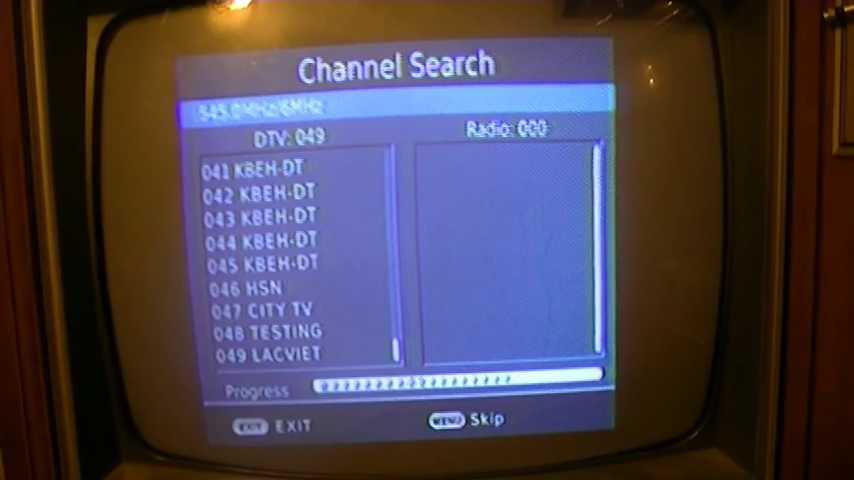 Channel Search
545.0MHz/6MHz
DTV: 049
Radio: 000
041 KBEH-DT
042 KBEH-DT
043 KBEH-DT
044 KBEH-DT
045 KBEH-DT
046 HSN
047 CITY TV
048 TESTING
049 LACVIET
Progress
EXIT EXIT
MENU Skip